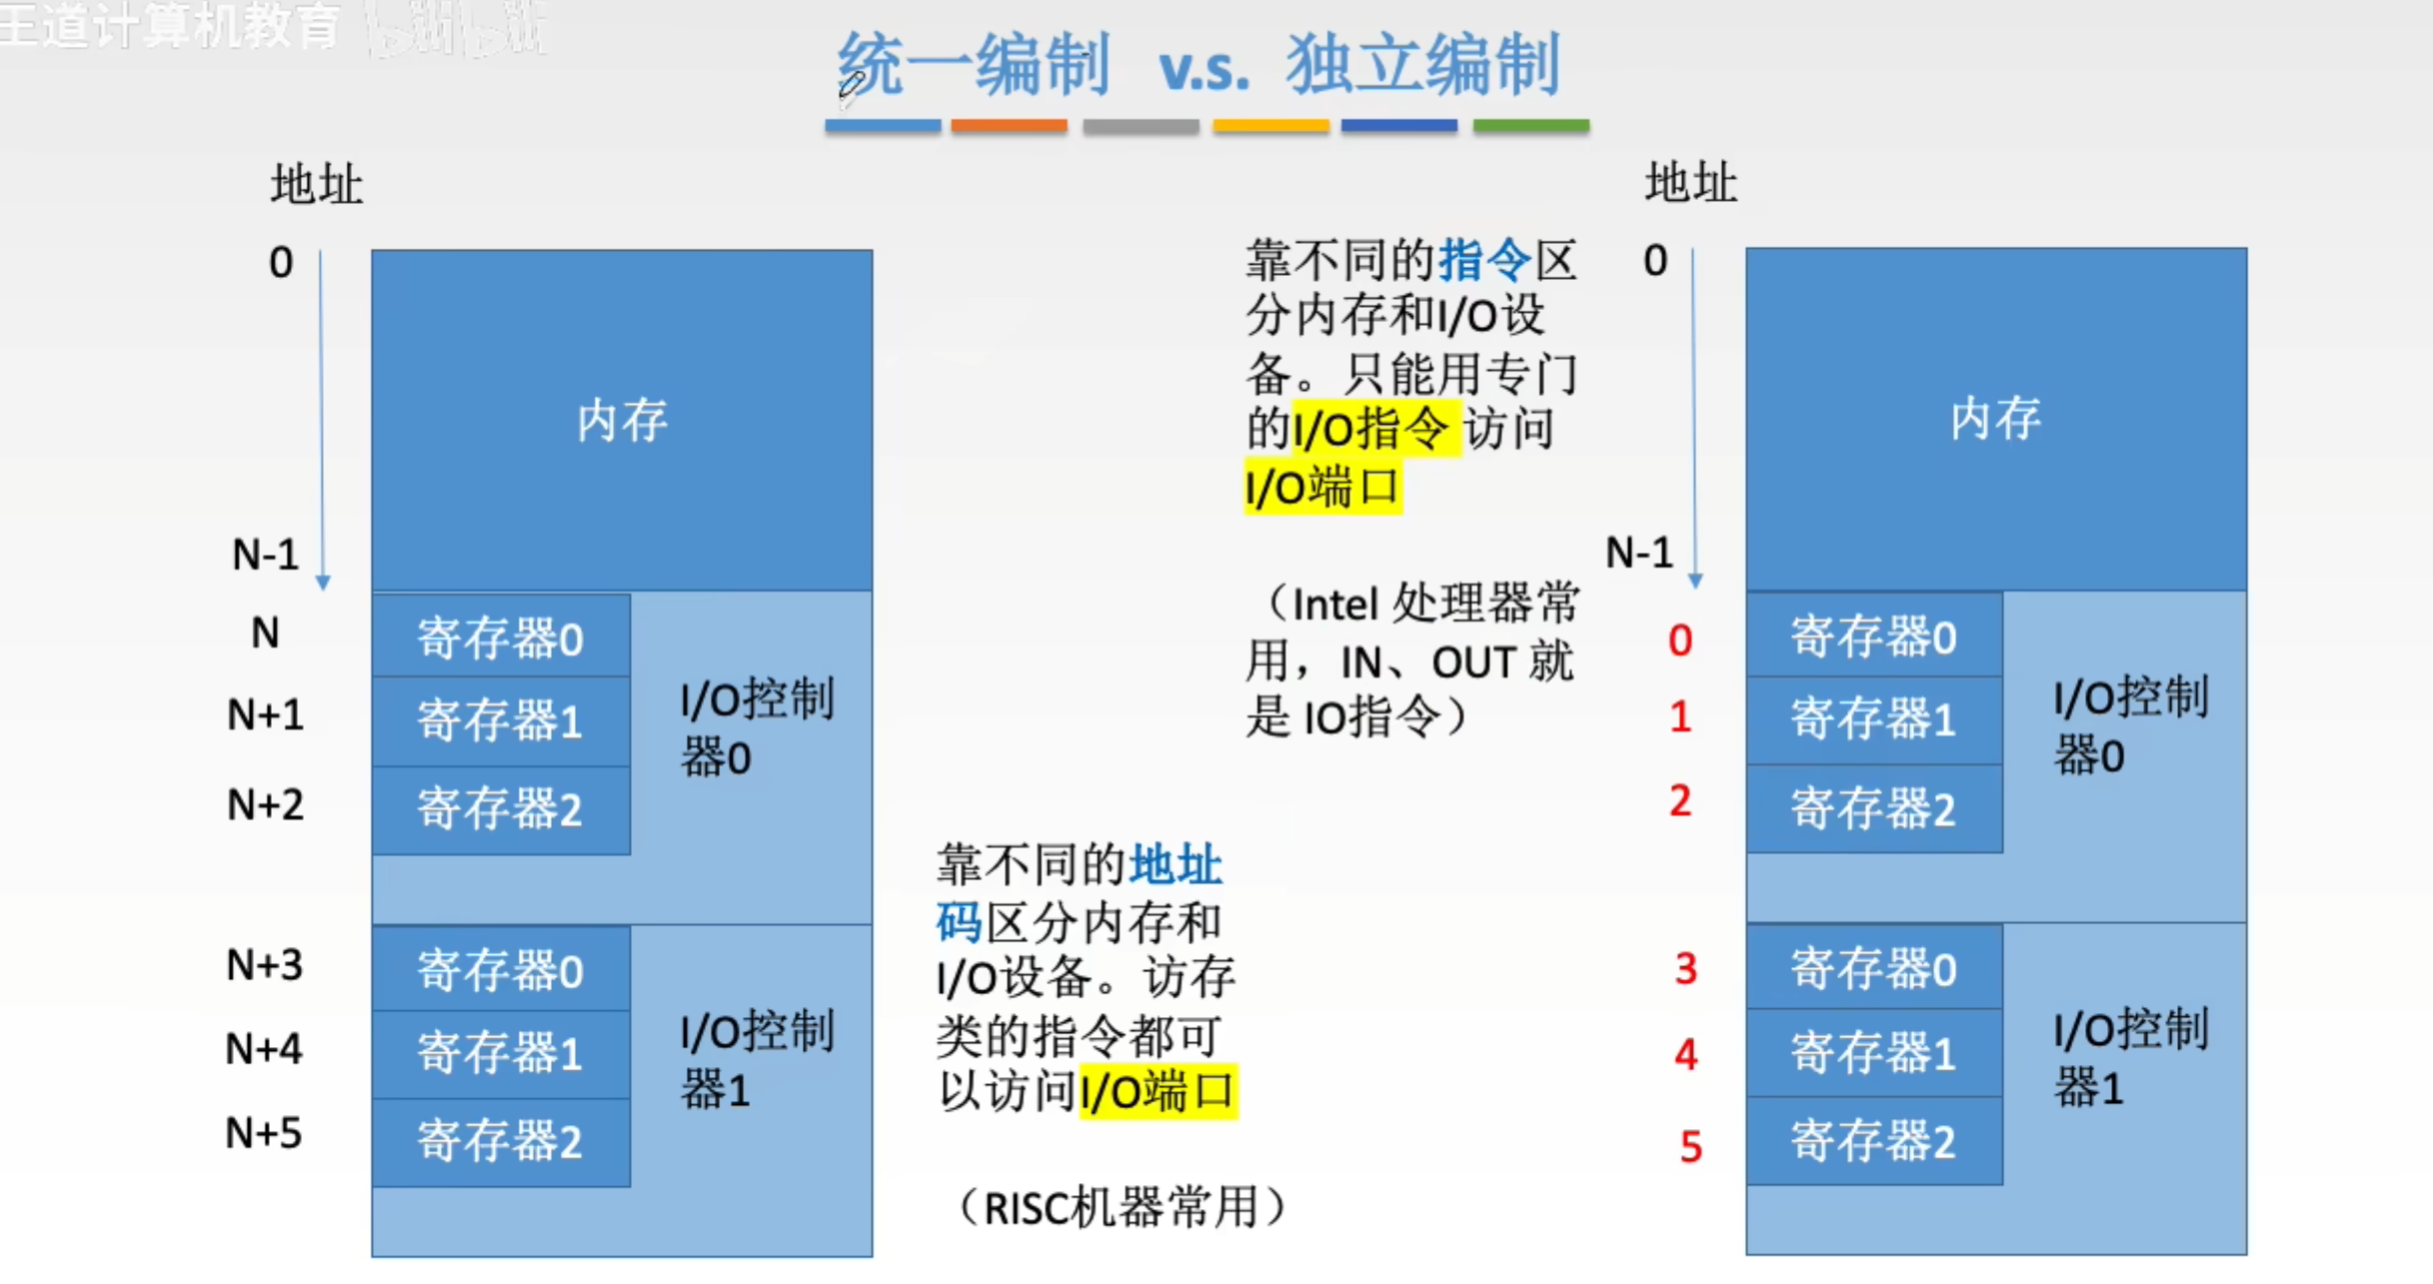 王道计算机教育 bilibili
统一编制 v.s. 独立编制
地址
0
N-1
N
N+1
N+2
N+3
N+4
N+5
内存
寄存器0
寄存器1
寄存器2
I/O控制
器0
寄存器0
寄存器1
寄存器2
I/O控制
器1
靠不同的地址
码区分内存和
I/O设备。访存
类的指令都可
以访问I/O端口
（RISC机器常用）
靠不同的指令区
分内存和I/O设
备。只能用专门
的I/O指令 访问
I/O端口
（Intel 处理器常
用，IN、OUT 就
是 IO指令）
地址
0
N-1
0
1
2
3
4
5
内存
寄存器0
寄存器1
寄存器2
I/O控制
器0
寄存器0
寄存器1
寄存器2
I/O控制
器1